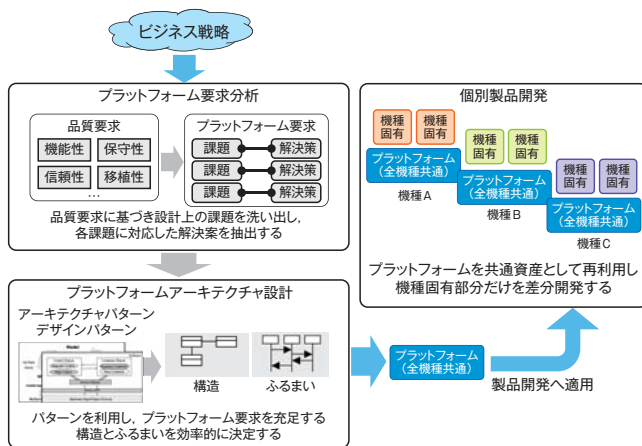 ビジネス戦略
プラットフォーム要求分析
品質要求
機能性
保守性
信頼性
移植性
…
プラットフォーム要求
課題
解決策
課題
解決策
課題
解決策
品質要求に基づき設計上の課題を洗い出し，
各課題に対応した解決案を抽出する
プラットフォームアーキテクチャ設計
アーキテクチャパターン
デザインパターン
構造
ふるまい
パターンを利用し，プラットフォーム要求を充足する
構造とふるまいを効率的に決定する
プラットフォーム
(全機種共通)
製品開発へ適用
個別製品開発
機種
固有
機種
固有
プラットフォーム
(全機種共通)
機種A
機種
固有
機種
固有
プラットフォーム
(全機種共通)
機種B
機種
固有
機種
固有
プラットフォーム
(全機種共通)
機種C
プラットフォームを共通資産として再利用し
機種固有部分だけを差分開発する